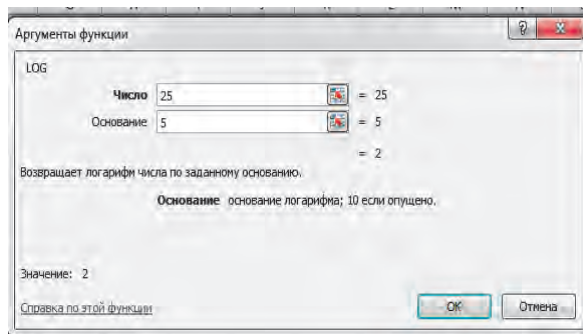 Аргументы функции
LOG
Число 25 = 25
Основание 5 = 5
= 2
Возвращает логарифм числа по заданному основанию.
Основание основание логарифма; 10 если опущено.
Значение: 2
Справка по этой функции
ОК Отмена